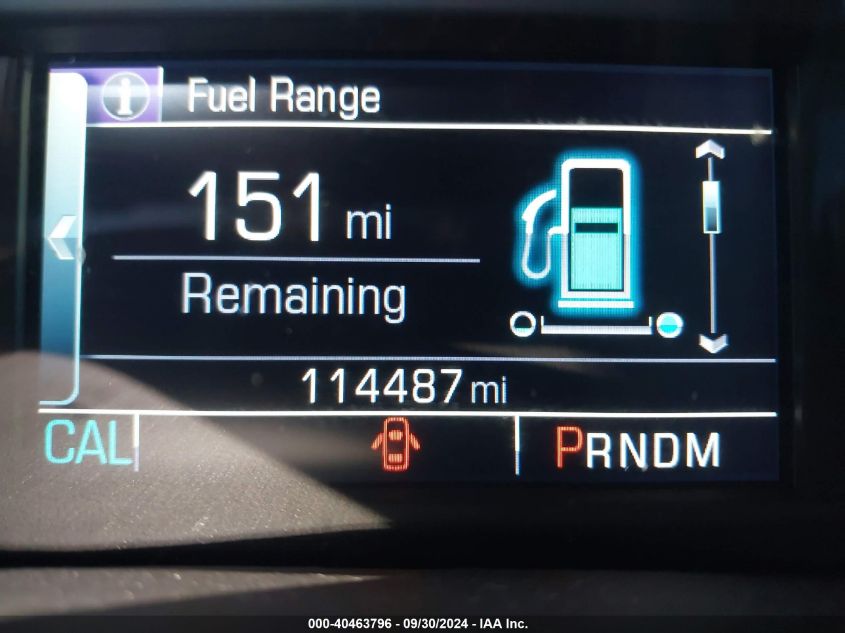 i Fuel Range
151 mi
Remaining
114487 mi
CAL PRNDM
000-40463796 - 09/30/2024 - IAA Inc.